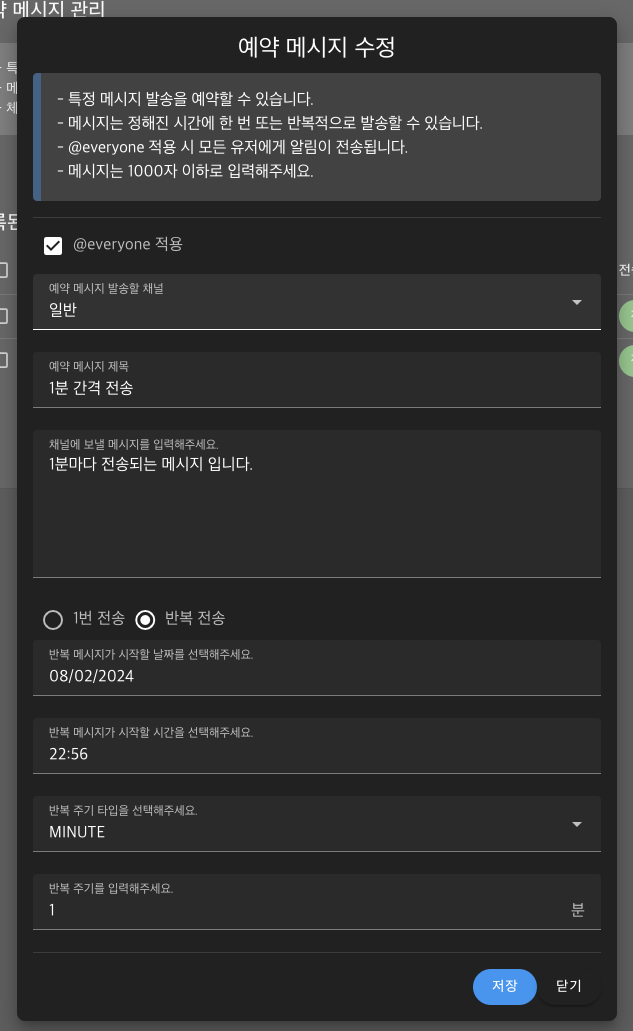 약 메시지 관리
예약 메시지 수정
- 특
- 메
- 체
- 특정 메시지 발송을 예약할 수 있습니다.
- 메시지는 정해진 시간에 한 번 또는 반복적으로 발송할 수 있습니다.
- @everyone 적용 시 모든 유저에게 알림이 전송됩니다.
- 메시지는 1000자 이하로 입력해주세요.
@everyone 적용
예약 메시지 발송할 채널
일반
예약 메시지 제목
1분 간격 전송
채널에 보낼 메시지를 입력해주세요.
1분마다 전송되는 메시지 입니다.
1번 전송 반복 전송
반복 메시지가 시작할 날짜를 선택해주세요.
08/02/2024
반복 메시지가 시작할 시간을 선택해주세요.
22:56
반복 주기 타입을 선택해주세요.
MINUTE
반복 주기를 입력해주세요.
1 분
저장 닫기